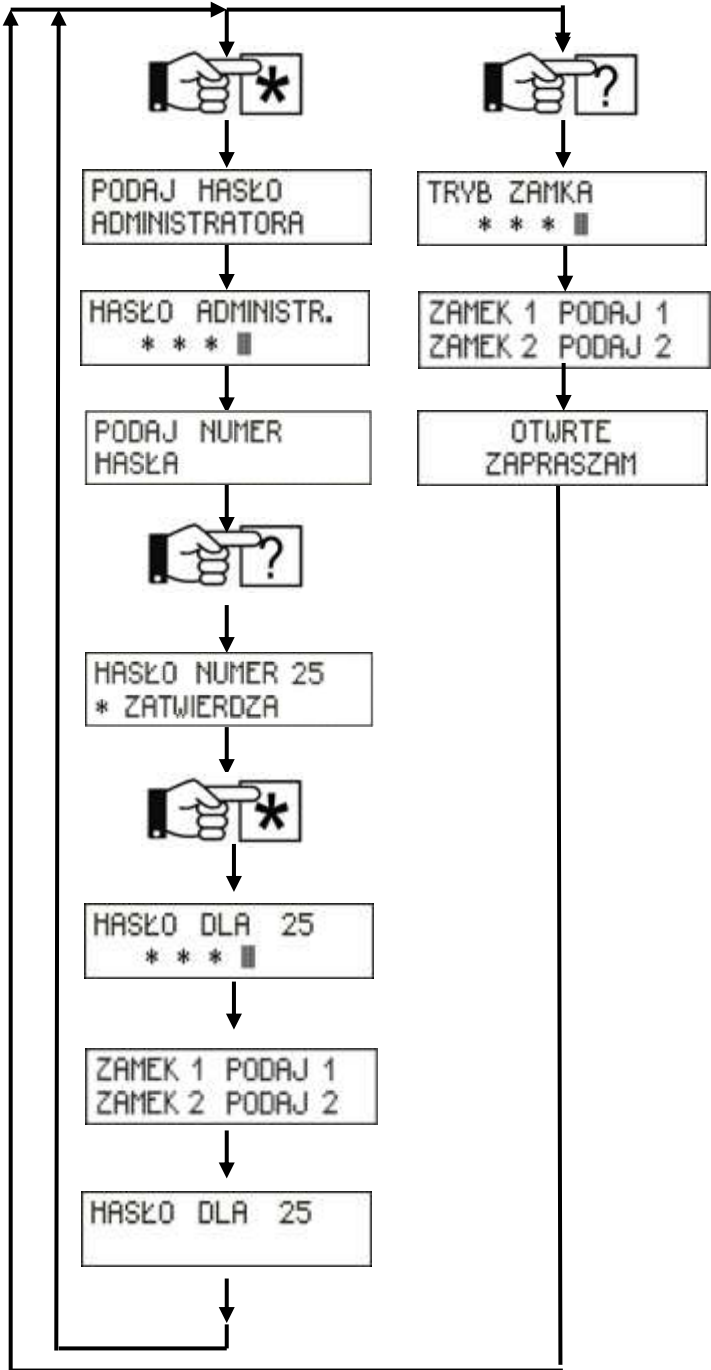 *
PODAJ HASŁO
ADMINISTRATORA
HASŁO ADMINISTR.
* * *
PODAJ NUMER
HASŁA
?
HASŁO NUMER 25
* ZATWIERDZA
*
HASŁO DLA 25
* * *
ZAMEK 1 PODAJ 1
ZAMEK 2 PODAJ 2
HASŁO DLA 25
?
TRYB ZAMKA
* * *
ZAMEK 1 PODAJ 1
ZAMEK 2 PODAJ 2
OTWRTE
ZAPRASZAM